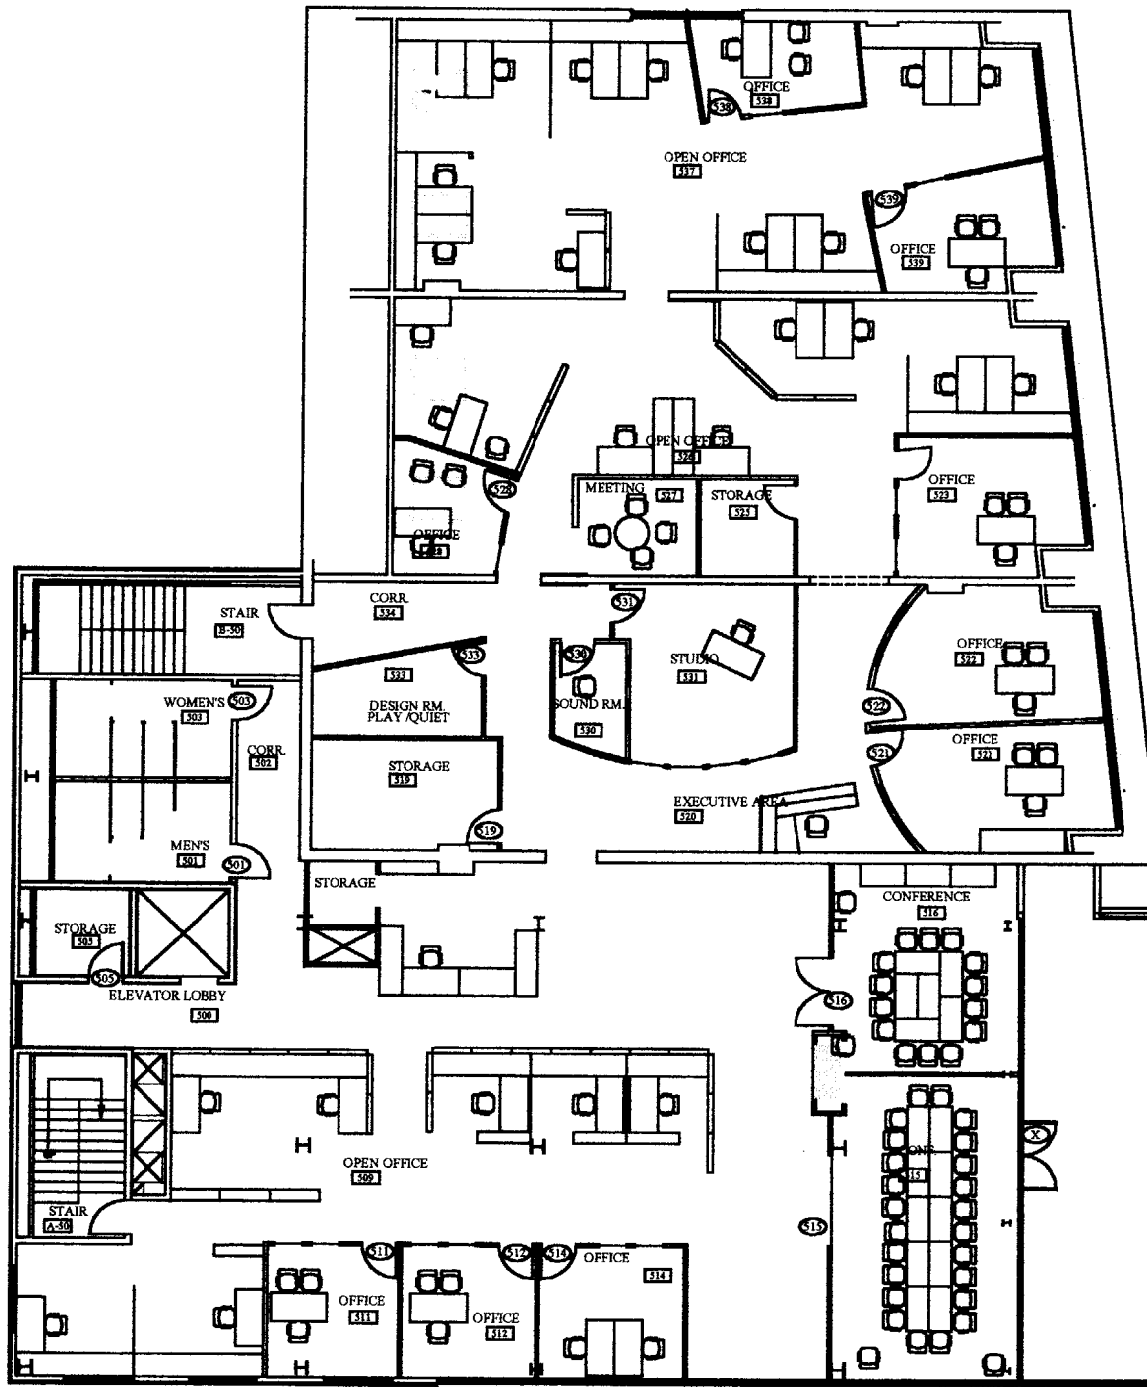 OFFICE
538
538
OPEN OFFICE
537
539
OFFICE
539
OPEN OFFICE
526
MEETING
527
STORAGE
525
OFFICE
523
528
OFFICE
CORR.
534
STAIR
B-50
531
STUDIO
531
530
SOUND RM.
530
533
533
DESIGN RM.
PLAY/QUIET
OFFICE
522
522
OFFICE
521
521
WOMEN'S
503
503
CORR.
502
STORAGE
519
519
EXECUTIVE AREA
520
MEN'S
501
501
STORAGE
CONFERENCE
516
516
STORAGE
505
505
ELEVATOR LOBBY
500
OPEN OFFICE
509
X
STAIR
A-50
515
511
OFFICE
511
512
OFFICE
512
514
OFFICE
514